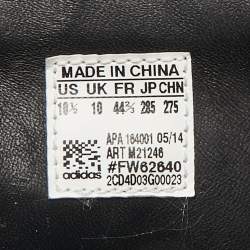 MADE IN CHINA
US UK FR JP CHN
10½ 10 44⅔ 285 275
APA 164001 05/14
ART M21246
#FW62640
adidas
2CD4D03G00023